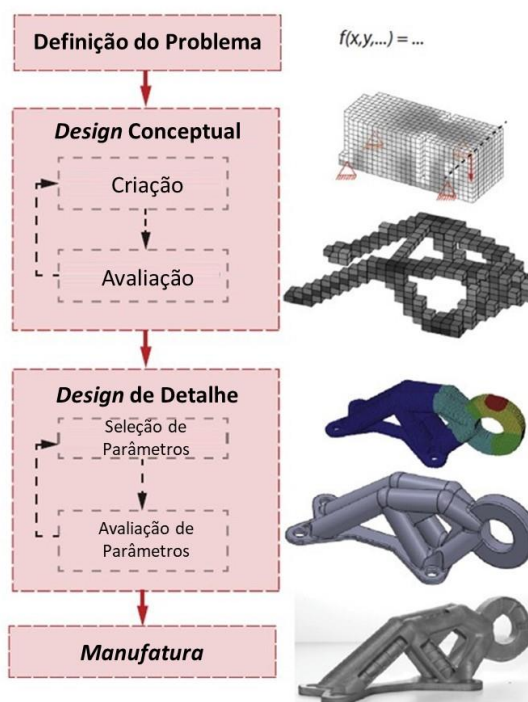 Definição do Problema
f(x,y,...) = ...
Design Conceptual
Criação
Avaliação
Design de Detalhe
Seleção de
Parâmetros
Avaliação de
Parâmetros
Manufatura